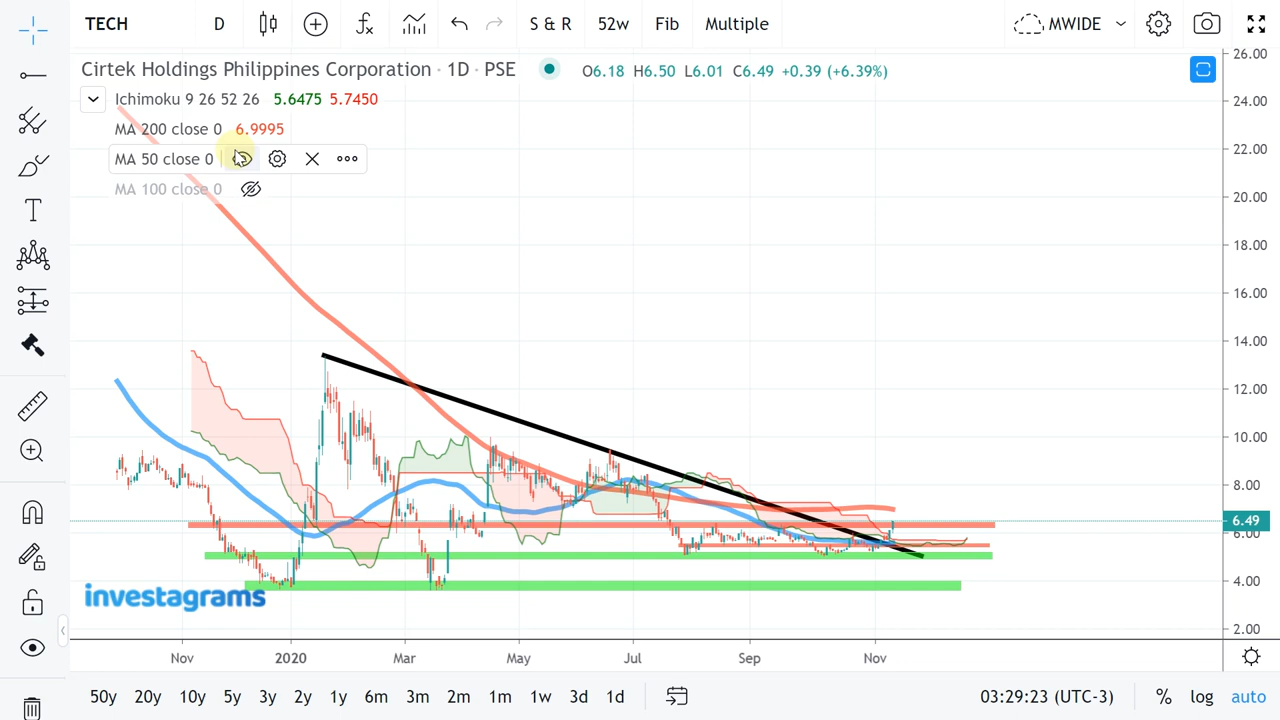 TECH D S & R 52w Fib Multiple MWIDE
Cirtek Holdings Philippines Corporation · 1D · PSE O6.18 H6.50 L6.01 C6.49 +0.39 (+6.39%)
Ichimoku 9 26 52 26 5.6475 5.7450
MA 200 close 0 6.9995
MA 50 close 0
MA 100 close 0
26.00
24.00
22.00
20.00
18.00
16.00
14.00
12.00
10.00
8.00
6.49
6.00
4.00
2.00
investagrams
Nov 2020 Mar May Jul Sep Nov
50y 20y 10y 5y 3y 2y 1y 6m 3m 2m 1m 1w 3d 1d 03:29:23 (UTC-3) % log auto